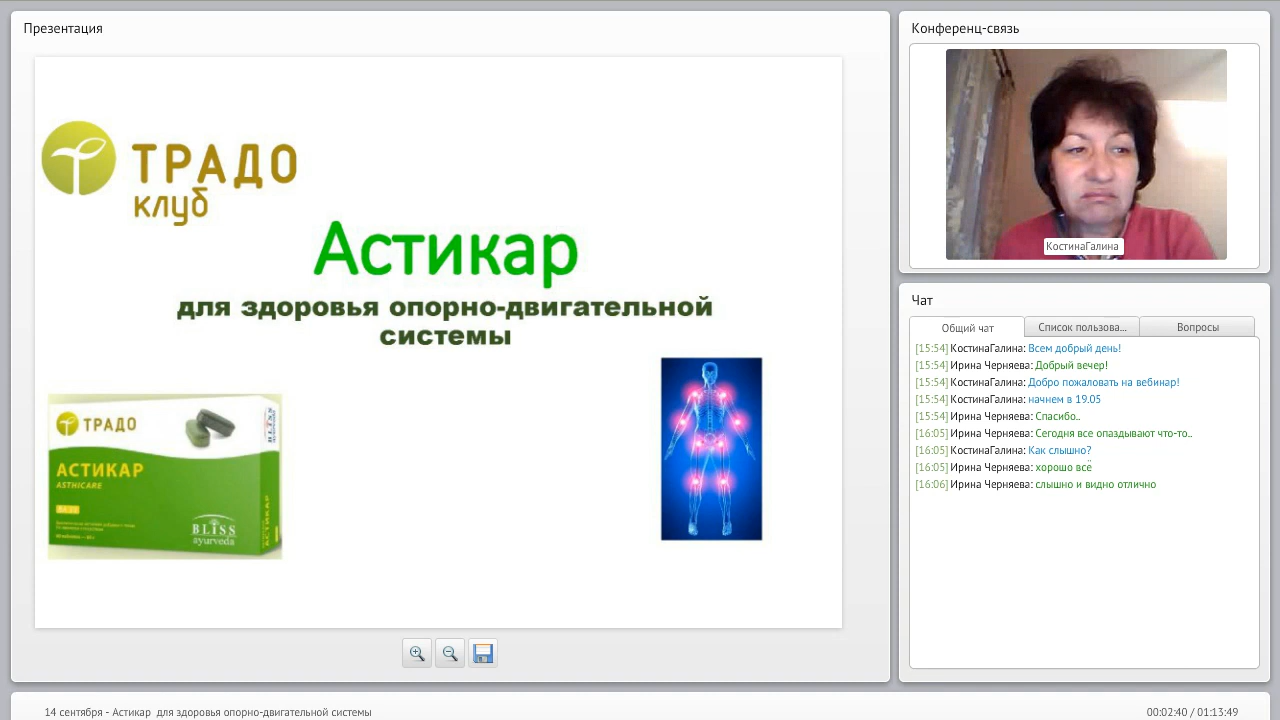 Презентация
ТРАДО
клуб
Астикар
для здоровья опорно-двигательной
системы
ТРАДО
BLISS
АСТИКАР
ASTHICARE
BLISS
ayurveda
АСТИКАР
Конференц-связь
КостинаГалина
Чат
Общий чат
Список пользова...
Вопросы
[15:54] КостинаГалина: Всем добрый день!
[15:54] Ирина Черняева: Добрый вечер!
[15:54] КостинаГалина: Добро пожаловать на вебинар!
[15:54] КостинаГалина: начнем в 19.05
[15:54] Ирина Черняева: Спасибо..
[16:05] Ирина Черняева: Сегодня все опаздывают что-то..
[16:05] КостинаГалина: Как слышно?
[16:05] Ирина Черняева: хорошо всё
[16:06] Ирина Черняева: слышно и видно отлично
14 сентября - Астикар  для здоровья опорно-двигательной системы
00:02:40 / 01:13:49